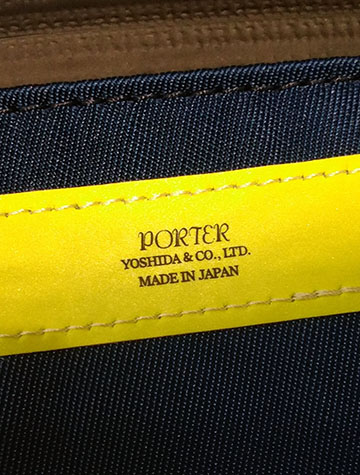 PORTER
YOSHIDA & CO., LTD.
MADE IN JAPAN